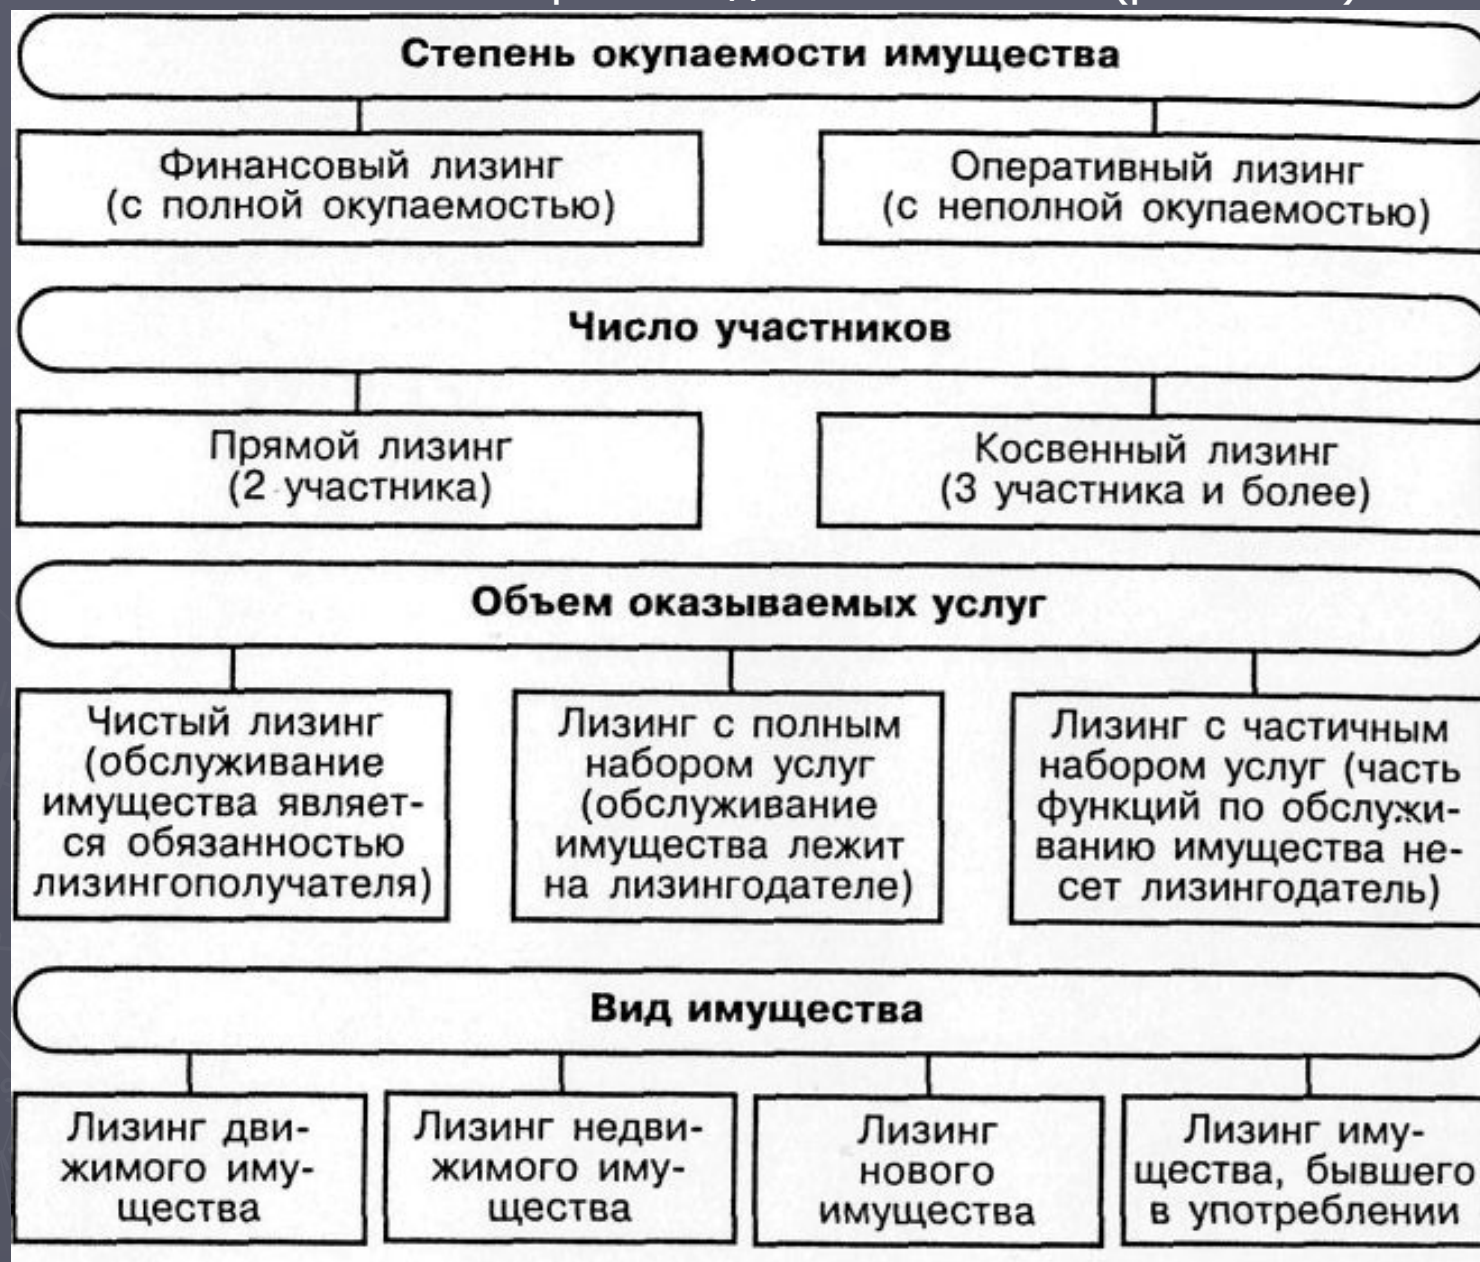 Степень окупаемости имущества
Финансовый лизинг
(с полной окупаемостью)
Оперативный лизинг
(с неполной окупаемостью)
Число участников
Прямой лизинг
(2 участника)
Косвенный лизинг
(3 участника и более)
Объем оказываемых услуг
Чистый лизинг
(обслуживание
имущества являет-
ся обязанностью
лизингополучателя)
Лизинг с полным
набором услуг
(обслуживание
имущества лежит
на лизингодателе)
Лизинг с частичным
набором услуг (часть
функций по обслужи-
ванию имущества не-
сет лизингодатель)
Вид имущества
Лизинг дви-
жимого иму-
щества
Лизинг недви-
жимого иму-
щества
Лизинг
нового
имущества
Лизинг иму-
щества, бывшего
в употреблении